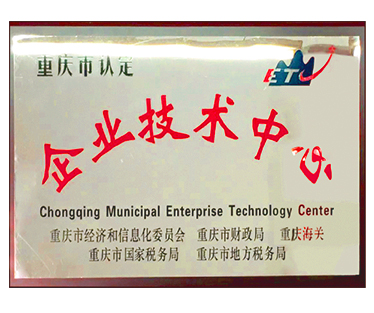 重庆市认定
ETC
企业技术中心
Chongqing Municipal Enterprise Technology Center
重庆市经济和信息化委员会 重庆市财政局 重庆海关
重庆市国家税务局 重庆市地方税务局